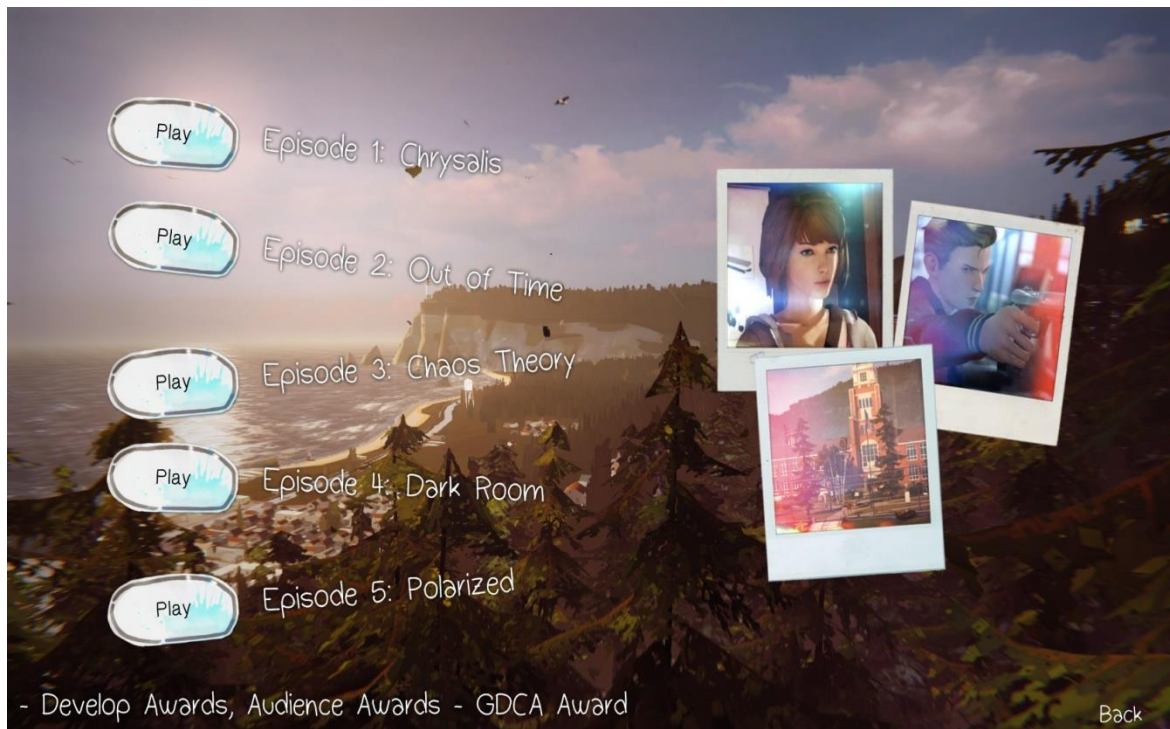 Play
Episode 1: Chrysalis
Play
Episode 2: Out of Time
Play
Episode 3: Chaos Theory
Play
Episode 4: Dark Room
Play
Episode 5: Polarized
- Develop Awards, Audience Awards - GDCA Award
Back